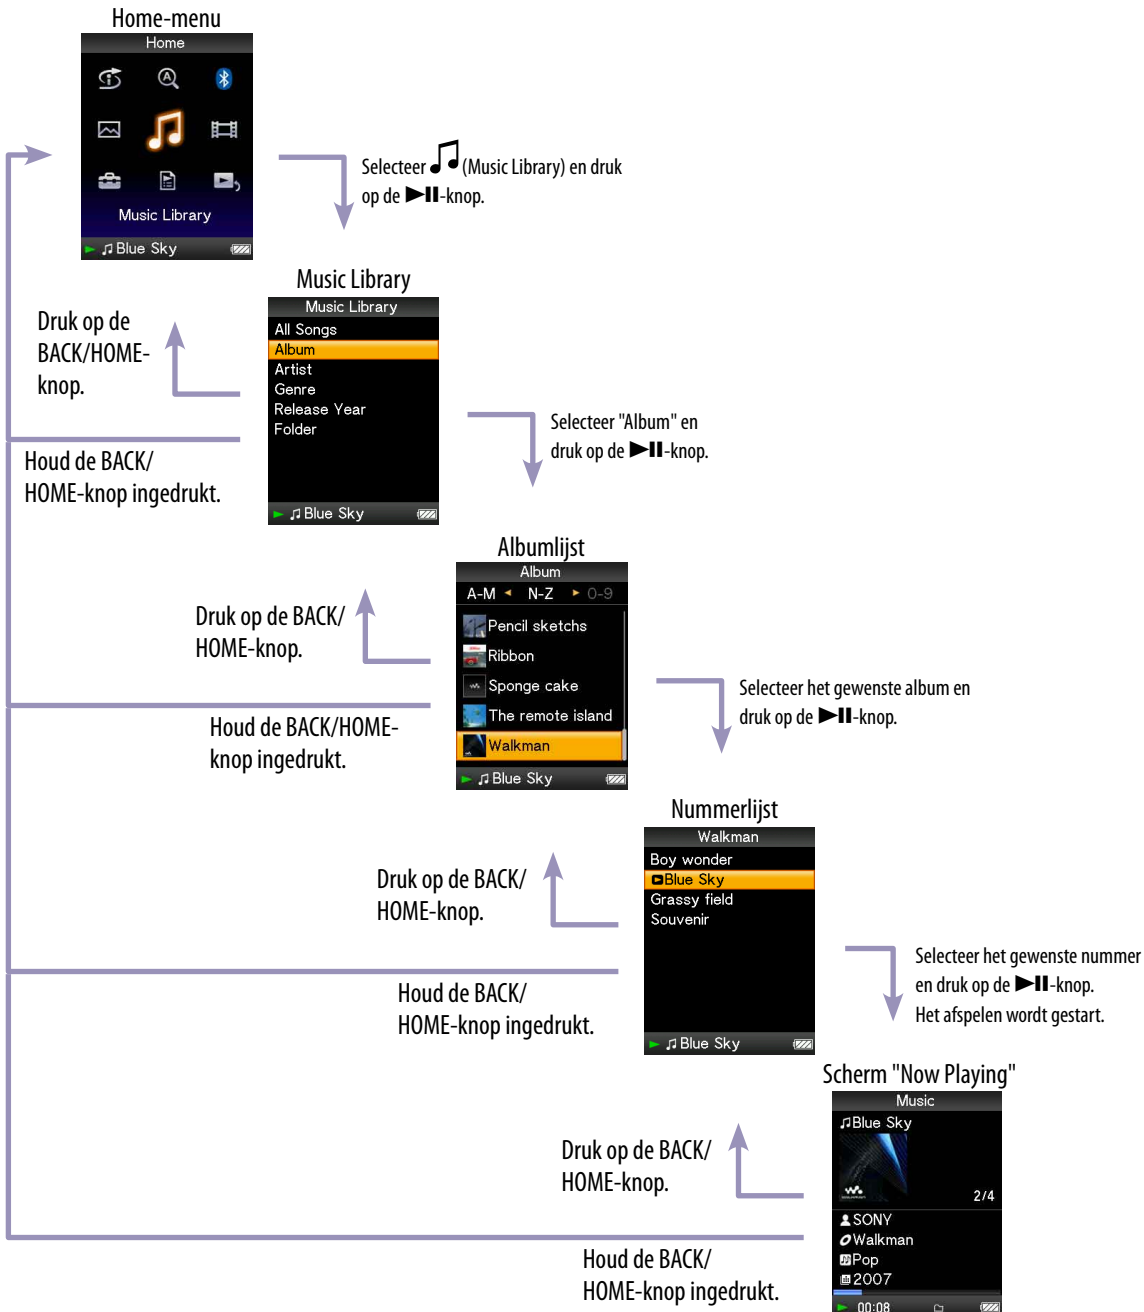 Home-menu
Home
Music Library
Blue Sky
Selecteer (Music Library) en druk
op de -knop.
Music Library
Music Library
All Songs
Album
Artist
Genre
Release Year
Folder
Blue Sky
Druk op de
BACK/HOME-
knop.
Houd de BACK/
HOME-knop ingedrukt.
Selecteer "Album" en
druk op de -knop.
Albumlijst
Album
A-M N-Z 0-9
Pencil sketchs
Ribbon
Sponge cake
The remote island
Walkman
Blue Sky
Druk op de BACK/
HOME-knop.
Houd de BACK/HOME-
knop ingedrukt.
Selecteer het gewenste album en
druk op de -knop.
Nummerlijst
Walkman
Boy wonder
Blue Sky
Grassy field
Souvenir
Blue Sky
Druk op de BACK/
HOME-knop.
Houd de BACK/
HOME-knop ingedrukt.
Selecteer het gewenste nummer
en druk op de -knop.
Het afspelen wordt gestart.
Scherm "Now Playing"
Music
Blue Sky
2/4
SONY
Walkman
Pop
2007
00:08
Druk op de BACK/
HOME-knop.
Houd de BACK/
HOME-knop ingedrukt.